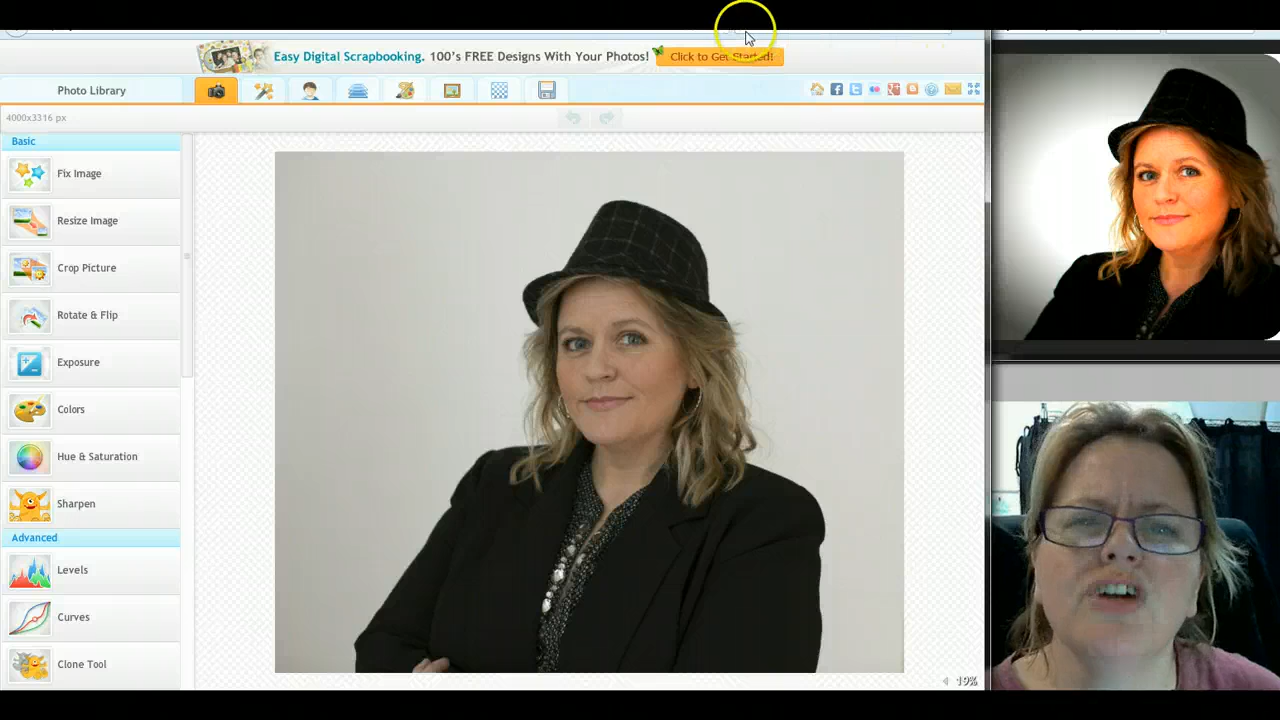 Easy Digital Scrapbooking. 100's FREE Designs With Your Photos! Click to Get Started!
Photo Library
4000x3316 px
Basic
Fix Image
Resize Image
Crop Picture
Rotate & Flip
Exposure
Colors
Hue & Saturation
Sharpen
Advanced
Levels
Curves
Clone Tool
19%